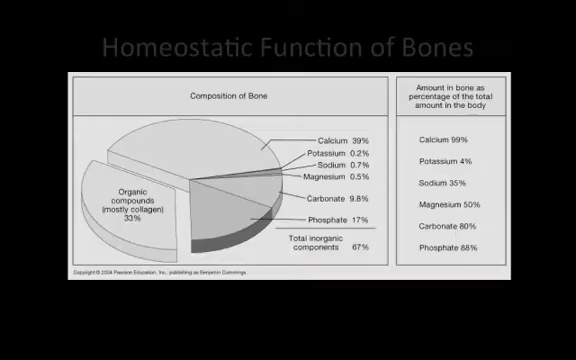 Homeostatic Function of Bones
Composition of Bone
Calcium 39%
Potassium 0.2%
Sodium 0.7%
Magnesium 0.5%
Carbonate 9.8%
Phosphate 17%
Total inorganic
components 67%
Organic
compounds
(mostly collagen)
33%
Amount in bone as
percentage of the total
amount in the body
Calcium 99%
Potassium 4%
Sodium 35%
Magnesium 50%
Carbonate 80%
Phosphate 88%
Copyright © 2004 Pearson Education, Inc., publishing as Benjamin Cummings.